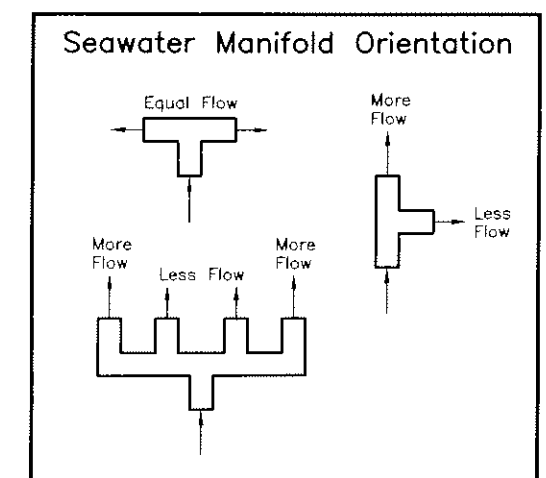 Seawater Manifold Orientation
Equal Flow
More
Flow
Less
Flow
More
Flow
Less Flow
More
Flow